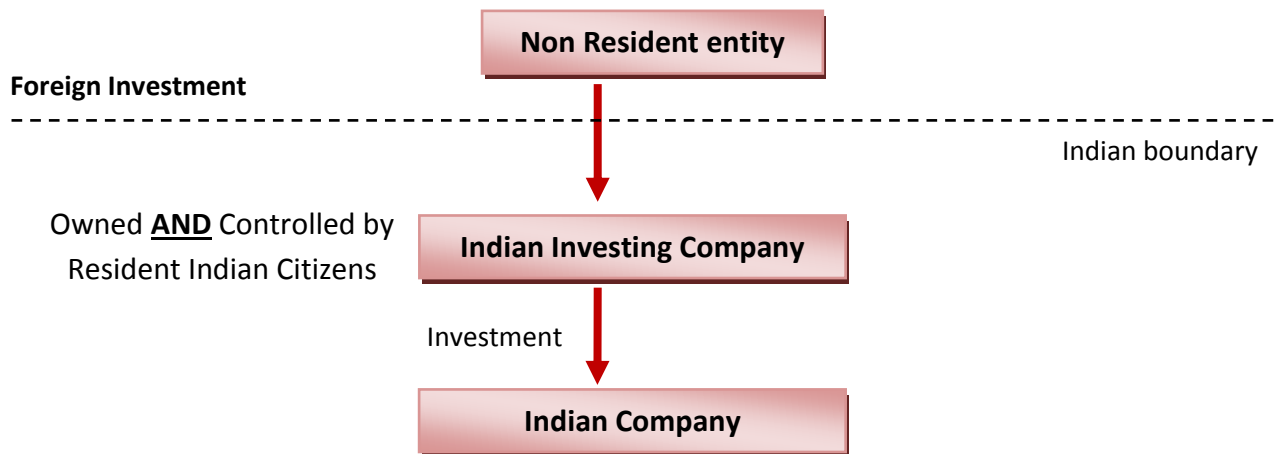 Non Resident entity
Foreign Investment
Indian boundary
Owned AND Controlled by
Resident Indian Citizens
Indian Investing Company
Investment
Indian Company